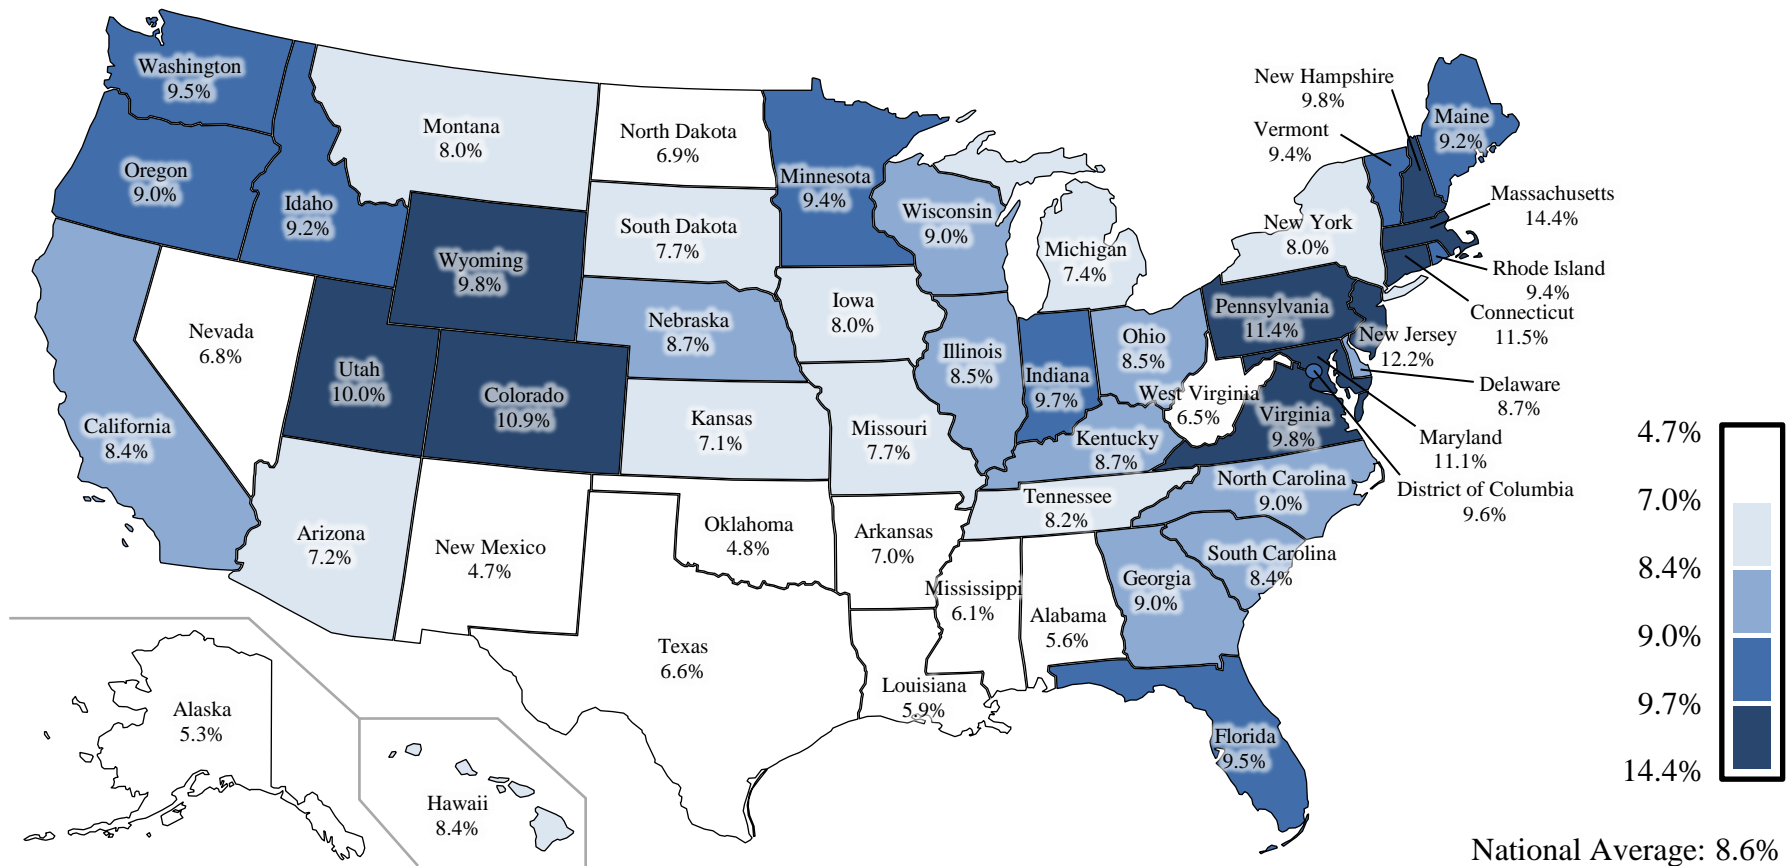 Washington
9.5%
Oregon
9.0%
Idaho
9.2%
Montana
8.0%
North Dakota
6.9%
Minnesota
9.4%
South Dakota
7.7%
Wyoming
9.8%
Wisconsin
9.0%
Michigan
7.4%
New York
8.0%
New Hampshire
9.8%
Vermont
9.4%
Maine
9.2%
Massachusetts
14.4%
Rhode Island
9.4%
Connecticut
11.5%
New Jersey
12.2%
Pennsylvania
11.4%
Delaware
8.7%
Maryland
11.1%
District of Columbia
9.6%
Nevada
6.8%
Utah
10.0%
Colorado
10.9%
Nebraska
8.7%
Iowa
8.0%
Illinois
8.5%
Indiana
9.7%
Ohio
8.5%
West Virginia
6.5%
Virginia
9.8%
California
8.4%
Kansas
7.1%
Missouri
7.7%
Kentucky
8.7%
Tennessee
8.2%
North Carolina
9.0%
South Carolina
8.4%
Arizona
7.2%
New Mexico
4.7%
Oklahoma
4.8%
Arkansas
7.0%
Mississippi
6.1%
Alabama
5.6%
Georgia
9.0%
Texas
6.6%
Louisiana
5.9%
Florida
9.5%
Alaska
5.3%
Hawaii
8.4%
4.7%
7.0%
8.4%
9.0%
9.7%
14.4%
National Average: 8.6%